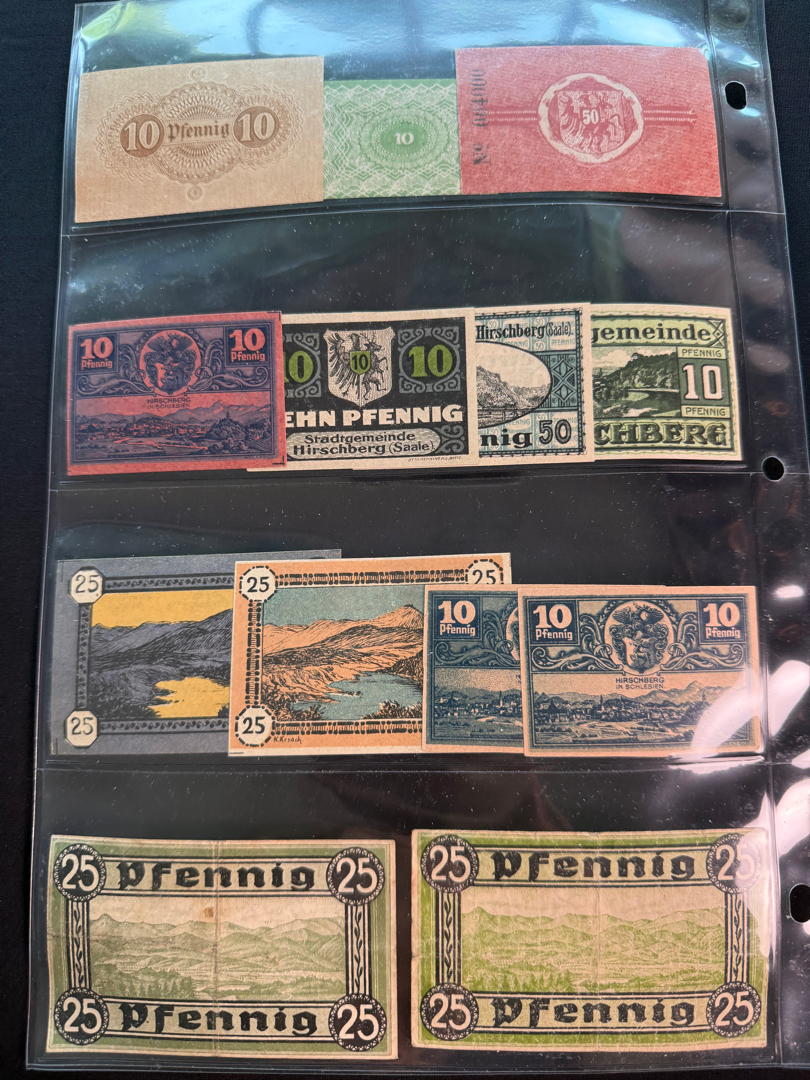 10 Pfennig 10
10
No 004000
50
10 10
Pfennig Pfennig
HIRSCHBERG
IN SCHLESIEN
10 10
EHN PFENNIG
Stadtgemeinde
Hirschberg (Saale)
Hirschberg (Saale).
nig 50
gemeinde
PFENNIG
10
PFENNIG
CHBERG
25
25
25 25
25
10
Pfennig
10 10
Pfennig Pfennig
HIRSCHBERG
IN SCHLESIEN.
25 Pfennig 25
25 Pfennig 25
25 Pfennig 25
25 Pfennig 25